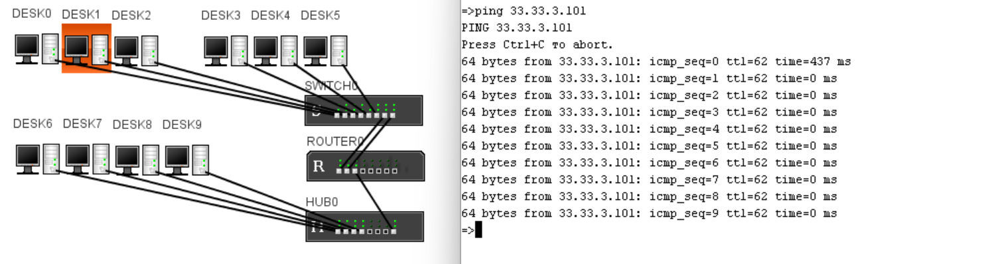 DESK0 DESK1 DESK2 DESK3 DESK4 DESK5
SWITCH0
S
DESK6 DESK7 DESK8 DESK9
ROUTER0
R
HUB0
H
=>ping 33.33.3.101
PING 33.33.3.101
Press Ctrl+C to abort.
64 bytes from 33.33.3.101: icmp_seq=0 ttl=62 time=437 ms
64 bytes from 33.33.3.101: icmp_seq=1 ttl=62 time=0 ms
64 bytes from 33.33.3.101: icmp_seq=2 ttl=62 time=0 ms
64 bytes from 33.33.3.101: icmp_seq=3 ttl=62 time=0 ms
64 bytes from 33.33.3.101: icmp_seq=4 ttl=62 time=0 ms
64 bytes from 33.33.3.101: icmp_seq=5 ttl=62 time=0 ms
64 bytes from 33.33.3.101: icmp_seq=6 ttl=62 time=0 ms
64 bytes from 33.33.3.101: icmp_seq=7 ttl=62 time=0 ms
64 bytes from 33.33.3.101: icmp_seq=8 ttl=62 time=0 ms
64 bytes from 33.33.3.101: icmp_seq=9 ttl=62 time=0 ms
=>